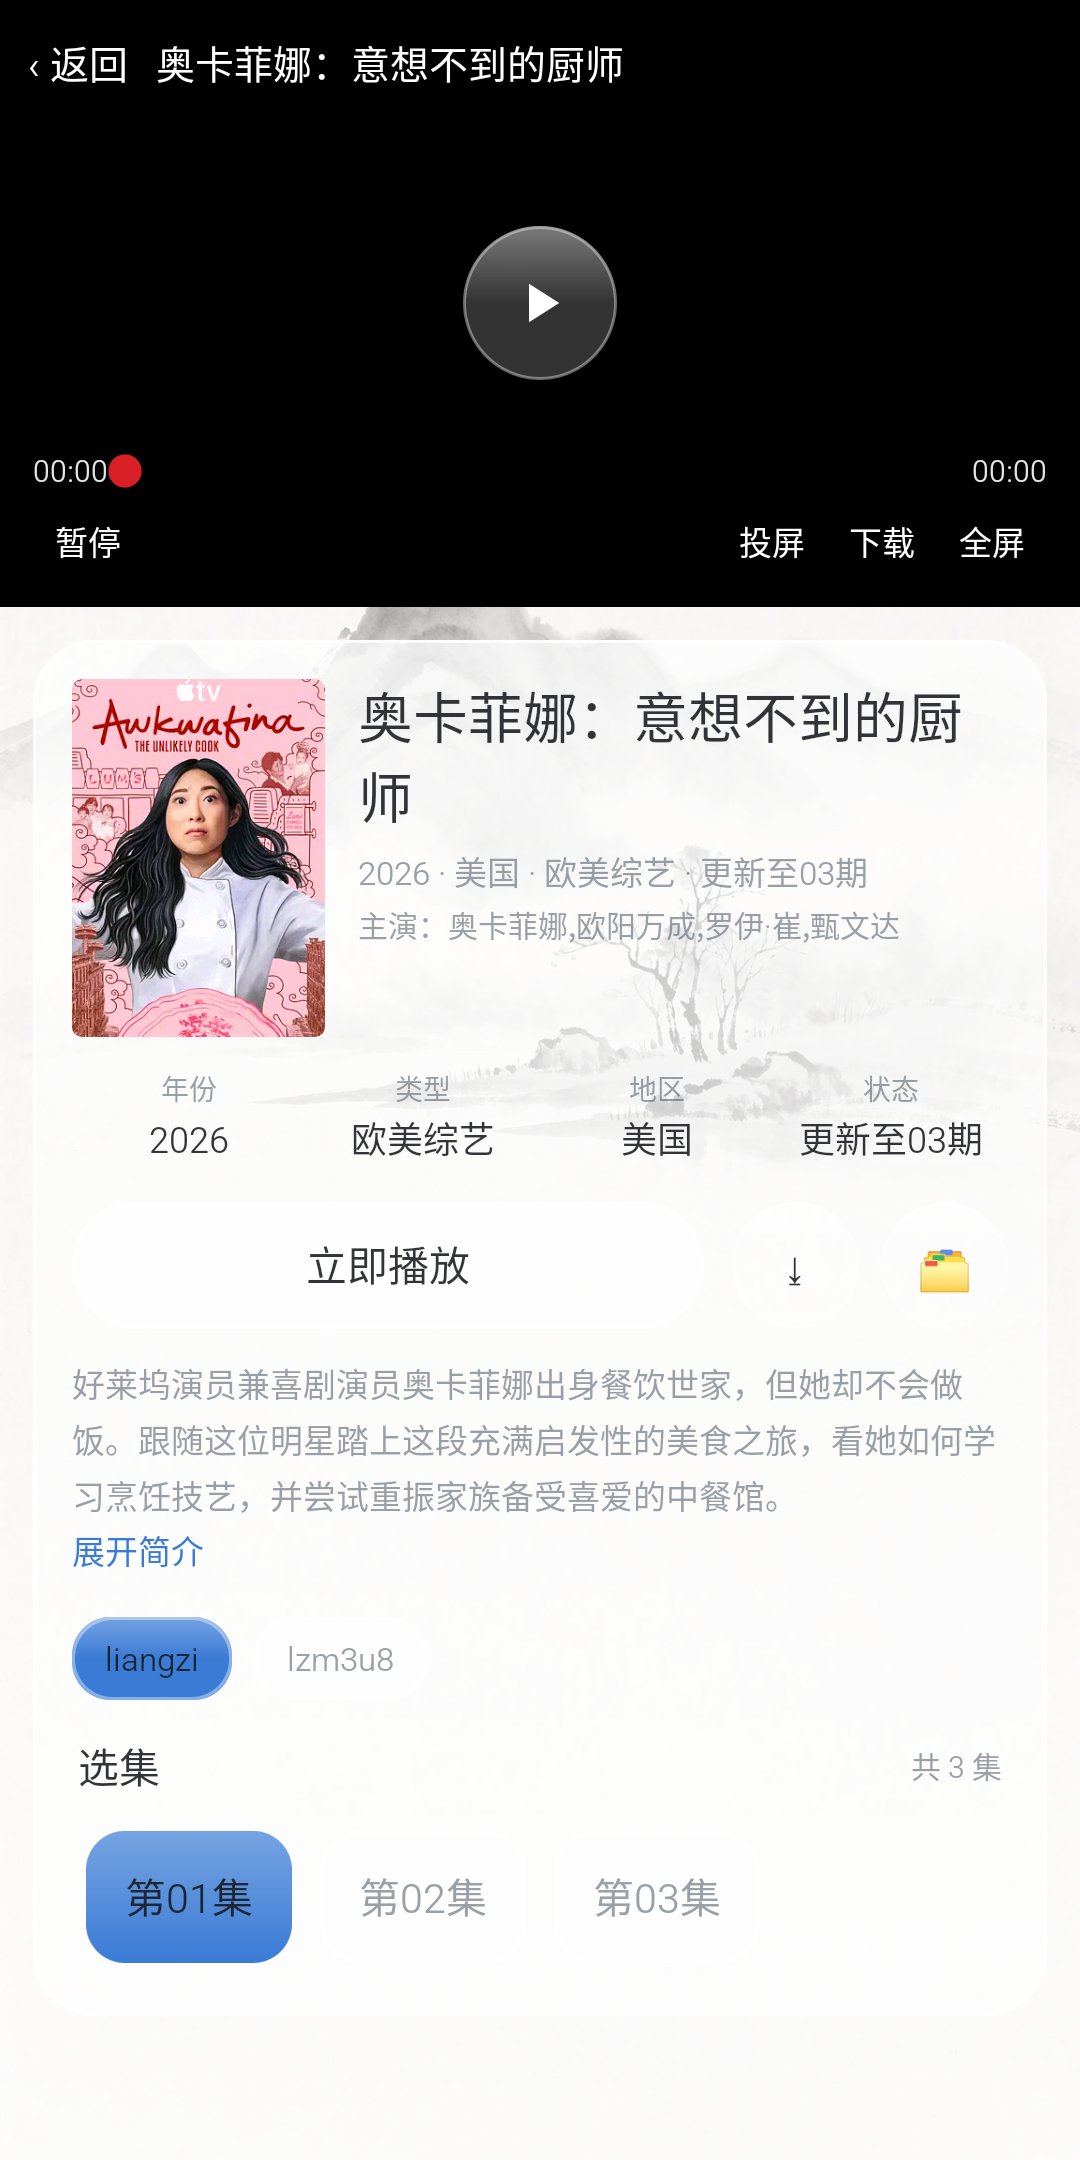 ‹ 返回 奥卡菲娜：意想不到的厨师
00:00 00:00
暂停 投屏 下载 全屏
tv
Awkwafina
THE UNLIKELY COOK
LUM'S
奥卡菲娜：意想不到的厨
师
2026 · 美国 · 欧美综艺 · 更新至03期
主演：奥卡菲娜,欧阳万成,罗伊·崔,甄文达
年份 类型 地区 状态
2026 欧美综艺 美国 更新至03期
立即播放
好莱坞演员兼喜剧演员奥卡菲娜出身餐饮世家，但她却不会做
饭。跟随这位明星踏上这段充满启发性的美食之旅，看她如何学
习烹饪技艺，并尝试重振家族备受喜爱的中餐馆。
展开简介
liangzi lzm3u8
选集 共 3 集
第01集 第02集 第03集